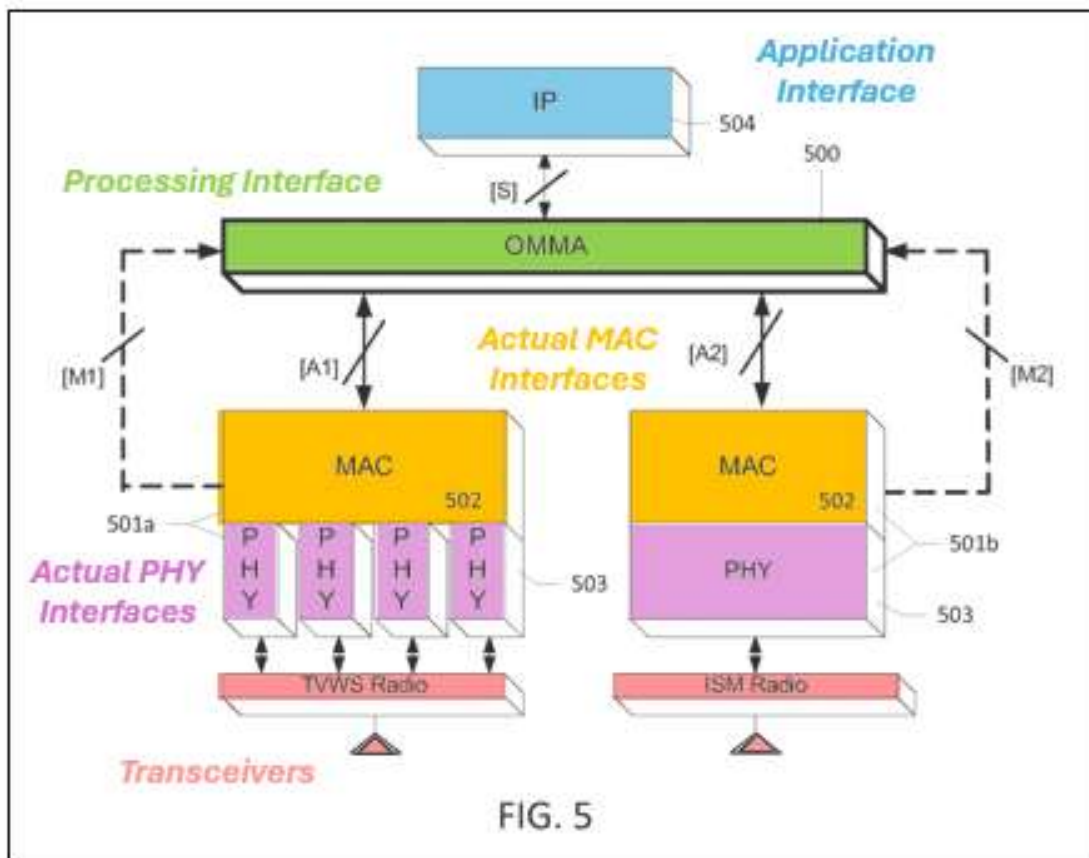 Application
Interface
IP
504
500
Processing Interface
[S]
OMMA
[M1]
[A1]
Actual MAC
Interfaces
[A2]
[M2]
MAC
502
MAC
502
501a
P
H
Y
P
H
Y
P
H
Y
P
H
Y
503
PHY
501b
503
Actual PHY
Interfaces
TVWS Radio
ISM Radio
Transceivers
FIG. 5